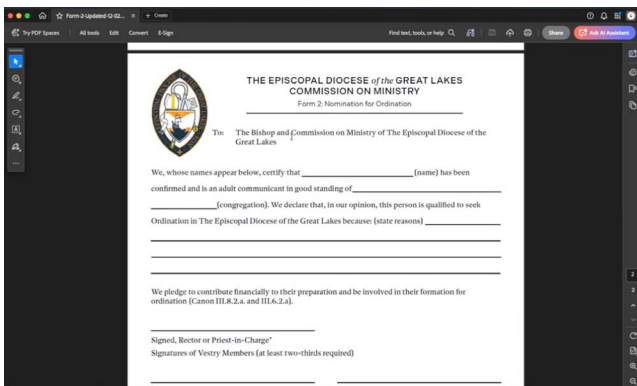 Form-2-Updated-12-02...
+ Create
Try PDF Spaces
All tools
Edit
Convert
E-Sign
Find text, tools, or help
Share
Ask AI Assistant
THE EPISCOPAL DIOCESE of the GREAT LAKES
COMMISSION ON MINISTRY
Form 2: Nomination for Ordination
To: The Bishop and Commission on Ministry of The Episcopal Diocese of the
Great Lakes
We, whose names appear below, certify that ____________________(name) has been
confirmed and is an adult communicant in good standing of____________________
____________(congregation). We declare that, in our opinion, this person is qualified to seek
Ordination in The Episcopal Diocese of the Great Lakes because: (state reasons) ____________
We pledge to contribute financially to their preparation and be involved in their formation for
ordination (Canon III.8.2.a. and III.6.2.a).
Signed, Rector or Priest-in-Charge*
Signatures of Vestry Members (at least two-thirds required)
2
2